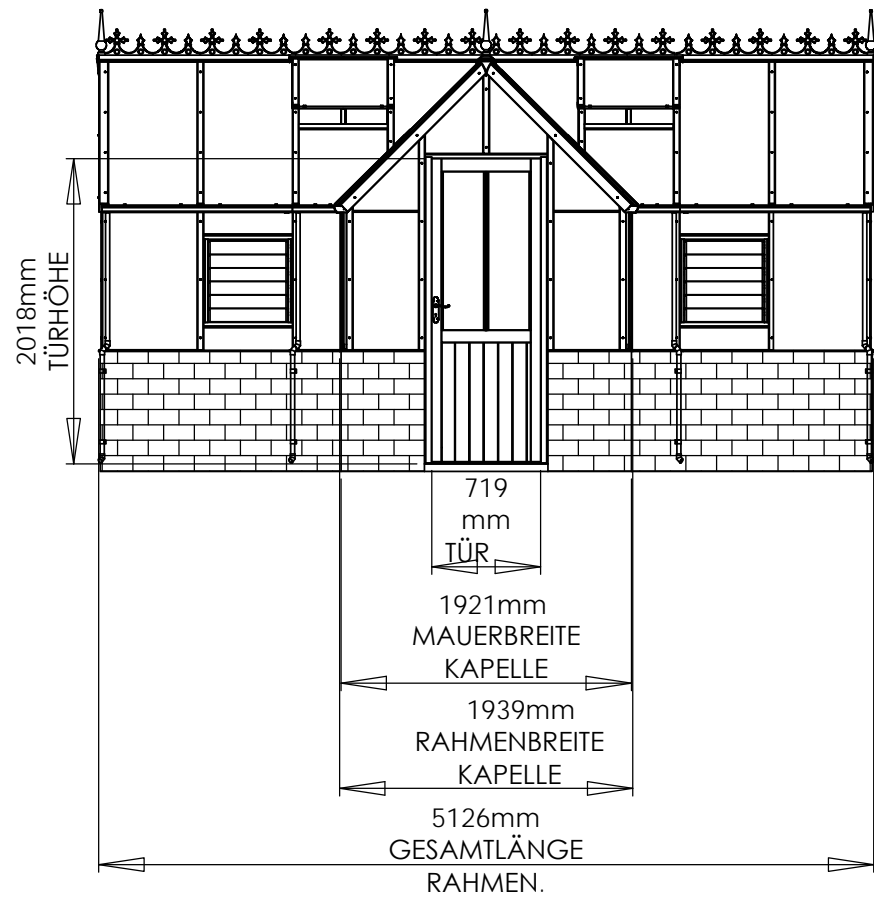 2018mm
TÜRHÖHE
719
mm
TÜR
1921mm
MAUERBREITE
KAPELLE
1939mm
RAHMENBREITE
KAPELLE
5126mm
GESAMTLÄNGE
RAHMEN.